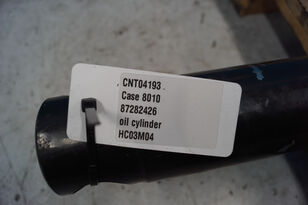 CNT04193
Case 8010
87282426
oil cylinder
HC03M04